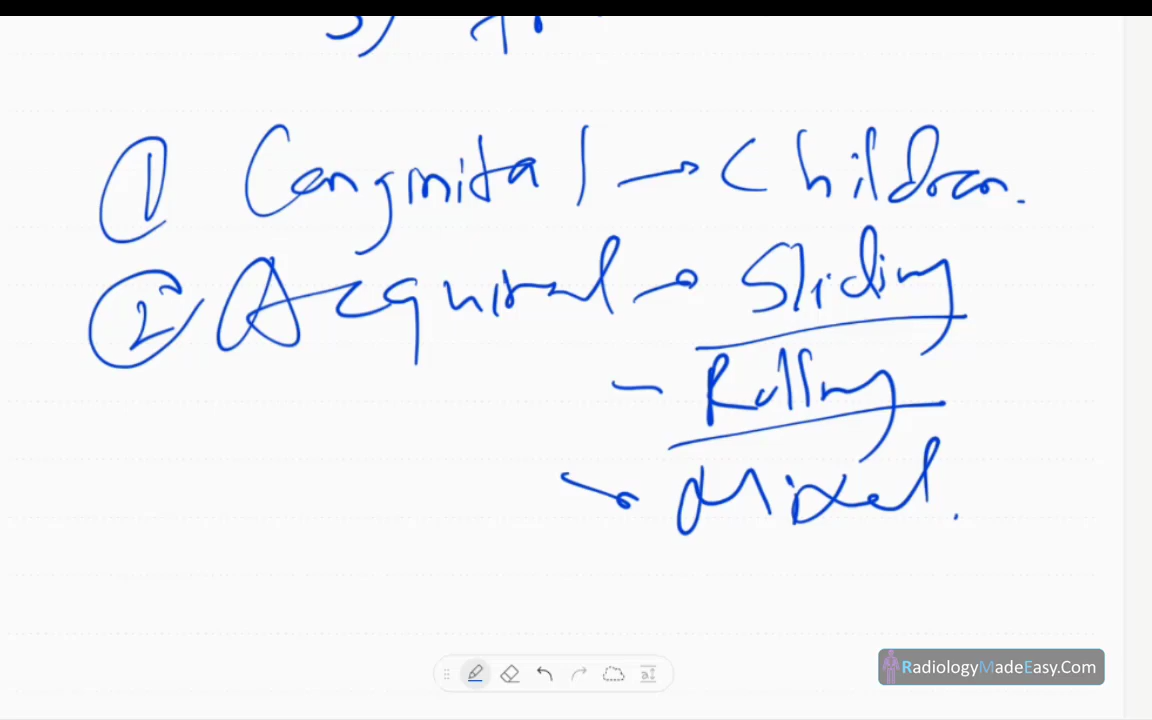 ① Congenital → Children.
② Acquired → Sliding
- Rolling
→ Mixed.
RadiologyMadeEasy.Com